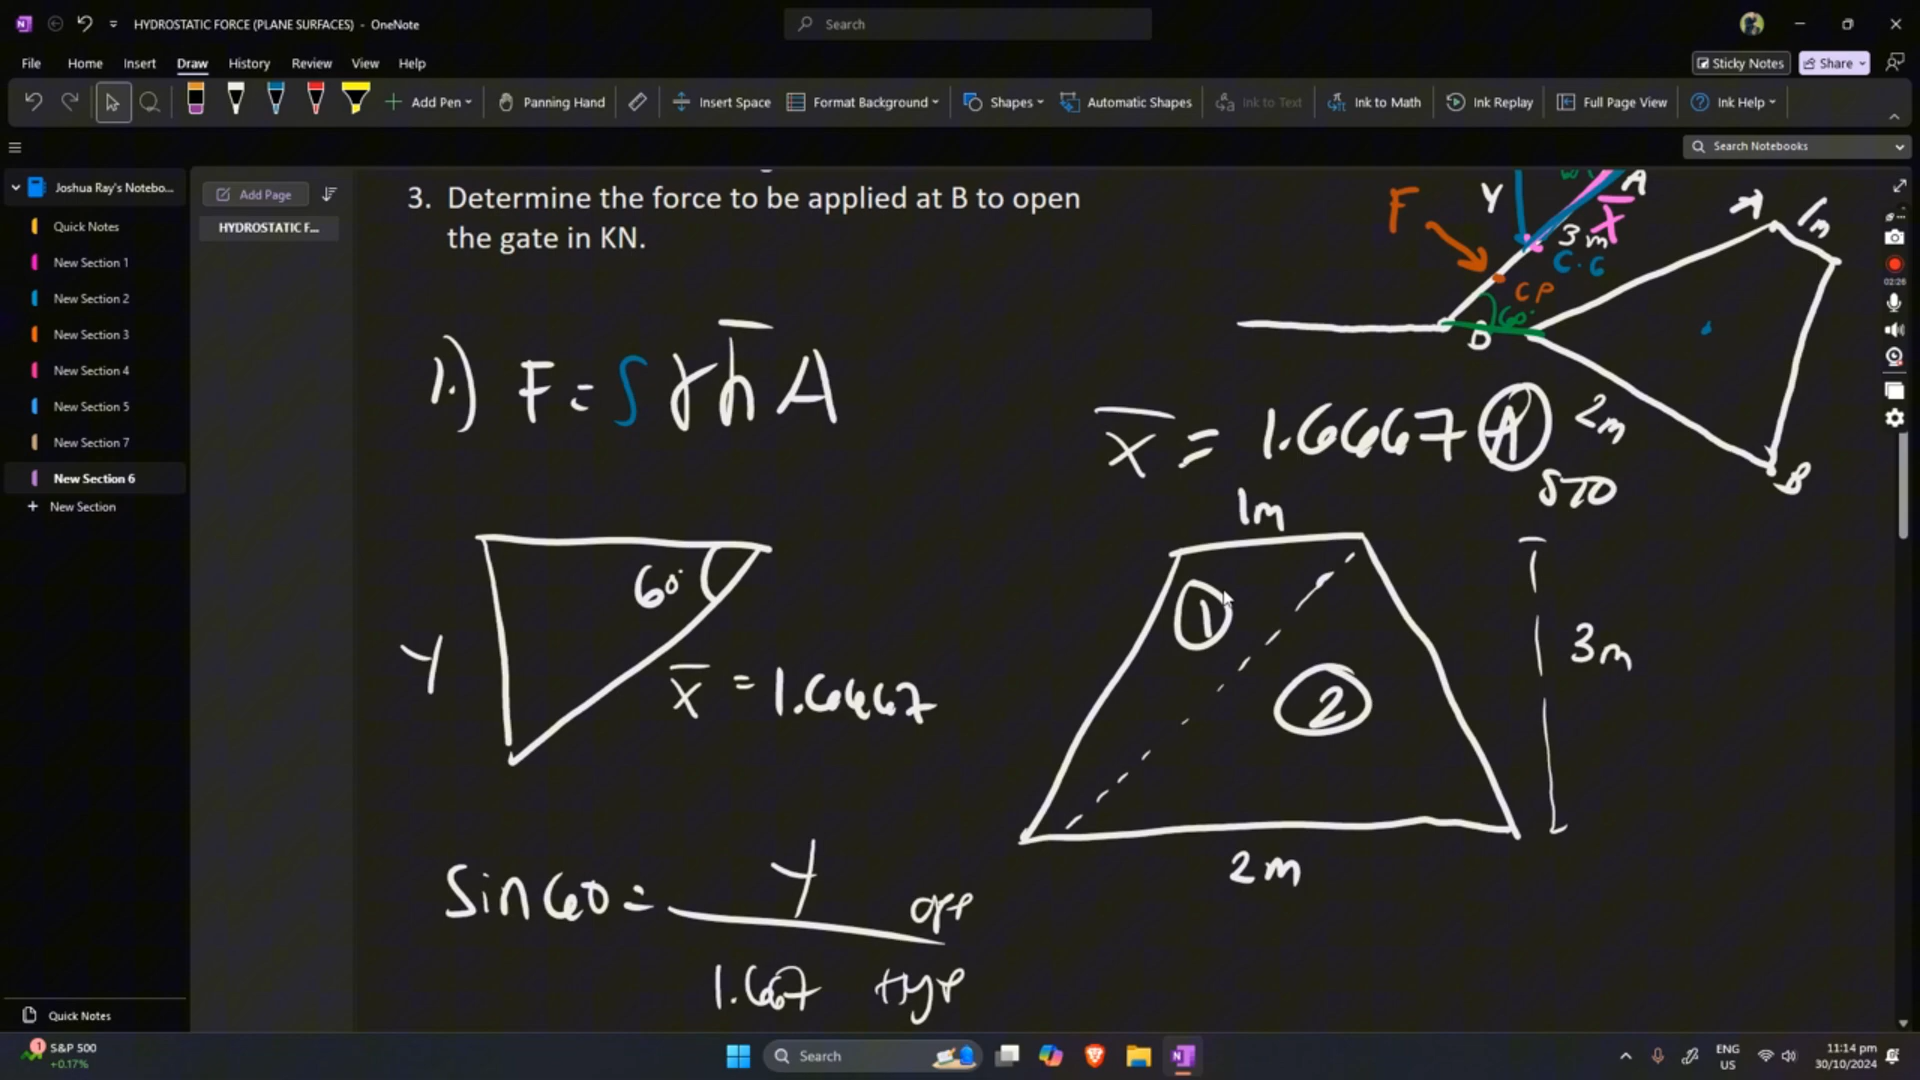 HYDROSTATIC FORCE (PLANE SURFACES) - OneNote
Search
File Home Insert Draw History Review View Help
Sticky Notes Share
Add Pen Panning Hand Insert Space Format Background Shapes Automatic Shapes Ink to Text Ink to Math Ink Replay Full Page View Ink Help
Search Notebooks
Joshua Ray's Notebo...
Quick Notes
New Section 1
New Section 2
New Section 3
New Section 4
New Section 5
New Section 7
New Section 6
New Section
Quick Notes
Add Page
HYDROSTATIC F...
3. Determine the force to be applied at B to open
the gate in KN.
F
Y
A
x̅
3m
C.G
CP
60°
B
A
1m
2m
B
1.) F = ∫ γ h̅ A
x̅ = 1.6667 Ⓐ
STO
60°
Y
x̅ = 1.6667
1m
①
②
3m
2m
Sin60 = Y opp
1.667 Hyp
02:26
1
S&P 500
+0.17%
Search
ENG
US
11:14 pm
30/10/2024